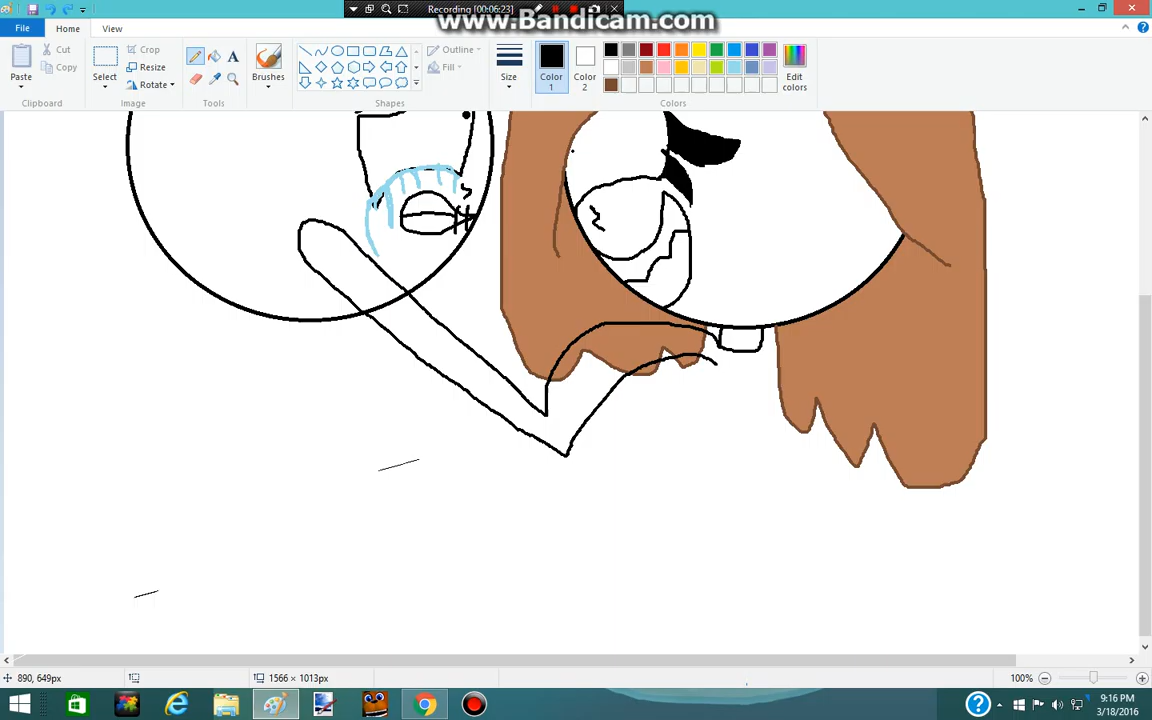 Recording [00:06:23]
www.Bandicam.com
File
Home
View
Paste
Cut
Copy
Clipboard
Select
Crop
Resize
Rotate
Image
Tools
Brushes
Shapes
Outline
Fill
Size
Color 1
Color 2
Edit colors
Colors
890, 649px
1566 × 1013px
100%
9:16 PM
3/18/2016